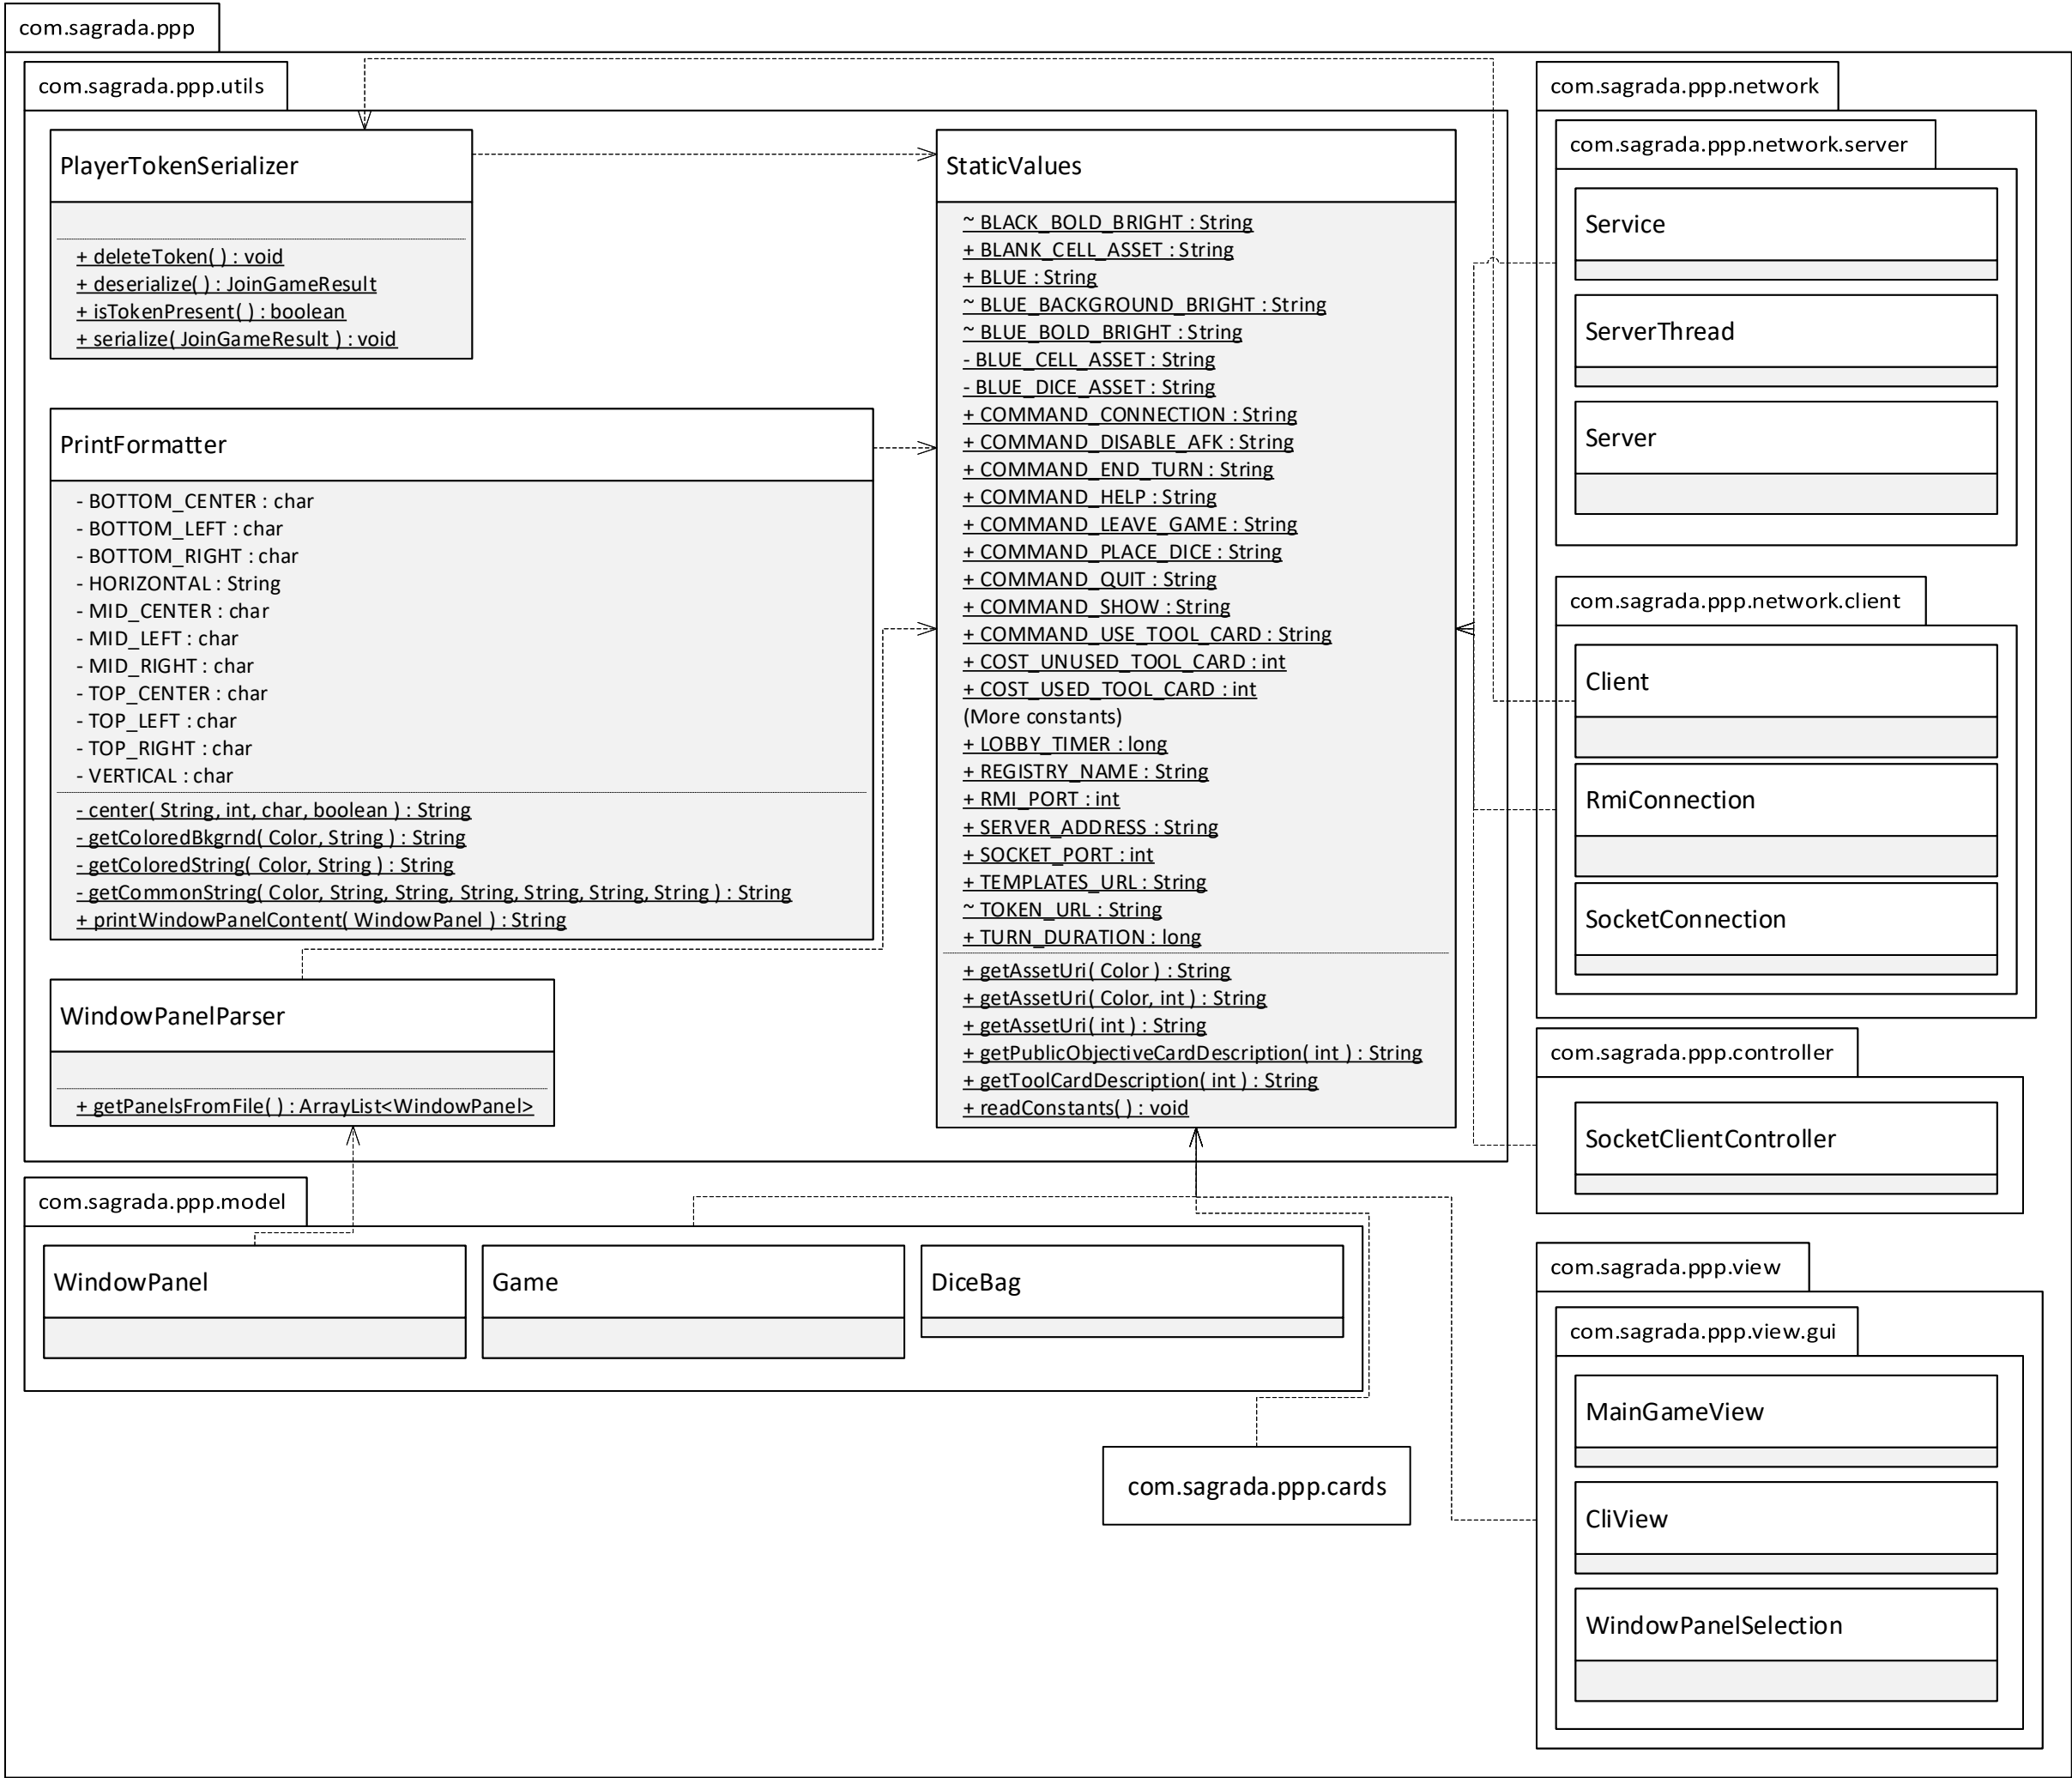 com.sagrada.ppp
com.sagrada.ppp.utils
PlayerTokenSerializer
+ deleteToken( ) : void
+ deserialize( ) : JoinGameResult
+ isTokenPresent( ) : boolean
+ serialize( JoinGameResult ) : void
PrintFormatter
- BOTTOM_CENTER : char
- BOTTOM_LEFT : char
- BOTTOM_RIGHT : char
- HORIZONTAL : String
- MID_CENTER : char
- MID_LEFT : char
- MID_RIGHT : char
- TOP_CENTER : char
- TOP_LEFT : char
- TOP_RIGHT : char
- VERTICAL : char
- center( String, int, char, boolean ) : String
- getColoredBkgrnd( Color, String ) : String
- getColoredString( Color, String ) : String
- getCommonString( Color, String, String, String, String, String, String ) : String
+ printWindowPanelContent( WindowPanel ) : String
WindowPanelParser
+ getPanelsFromFile( ) : ArrayList<WindowPanel>
StaticValues
~ BLACK_BOLD_BRIGHT : String
+ BLANK_CELL_ASSET : String
+ BLUE : String
~ BLUE_BACKGROUND_BRIGHT : String
~ BLUE_BOLD_BRIGHT : String
- BLUE_CELL_ASSET : String
- BLUE_DICE_ASSET : String
+ COMMAND_CONNECTION : String
+ COMMAND_DISABLE_AFK : String
+ COMMAND_END_TURN : String
+ COMMAND_HELP : String
+ COMMAND_LEAVE_GAME : String
+ COMMAND_PLACE_DICE : String
+ COMMAND_QUIT : String
+ COMMAND_SHOW : String
+ COMMAND_USE_TOOL_CARD : String
+ COST_UNUSED_TOOL_CARD : int
+ COST_USED_TOOL_CARD : int
(More constants)
+ LOBBY_TIMER : long
+ REGISTRY_NAME : String
+ RMI_PORT : int
+ SERVER_ADDRESS : String
+ SOCKET_PORT : int
+ TEMPLATES_URL : String
~ TOKEN_URL : String
+ TURN_DURATION : long
+ getAssetUri( Color ) : String
+ getAssetUri( Color, int ) : String
+ getAssetUri( int ) : String
+ getPublicObjectiveCardDescription( int ) : String
+ getToolCardDescription( int ) : String
+ readConstants( ) : void
com.sagrada.ppp.network
com.sagrada.ppp.network.server
Service
ServerThread
Server
com.sagrada.ppp.network.client
Client
RmiConnection
SocketConnection
com.sagrada.ppp.controller
SocketClientController
com.sagrada.ppp.model
WindowPanel
Game
DiceBag
com.sagrada.ppp.cards
com.sagrada.ppp.view
com.sagrada.ppp.view.gui
MainGameView
CliView
WindowPanelSelection